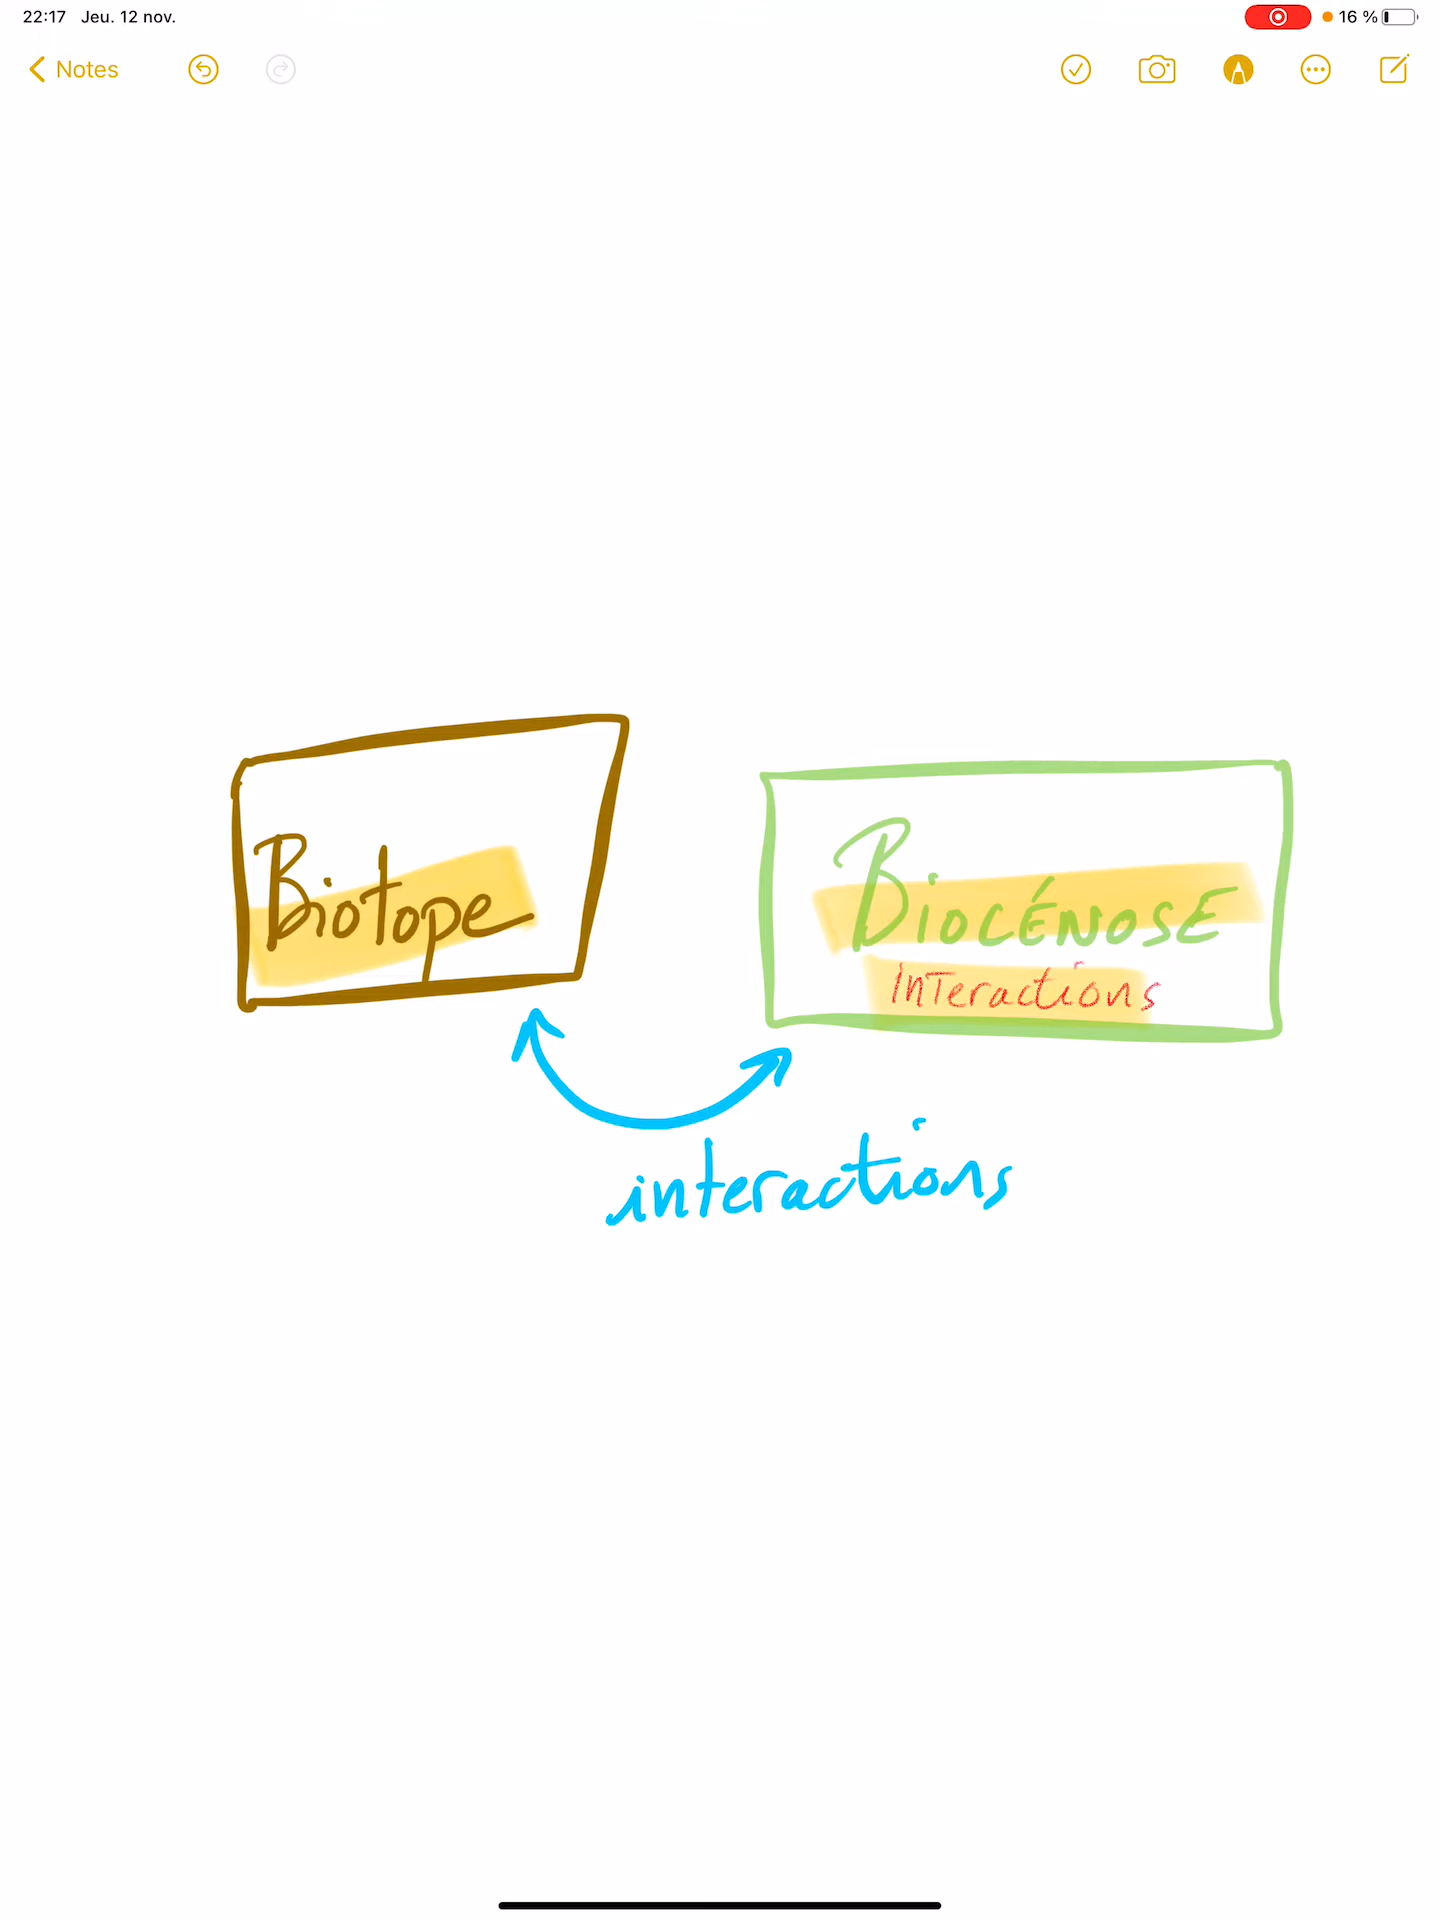 22:17 Jeu. 12 nov. 16 %
Notes
Biotope
BIOCÉNOSE
InTeractions
interactions